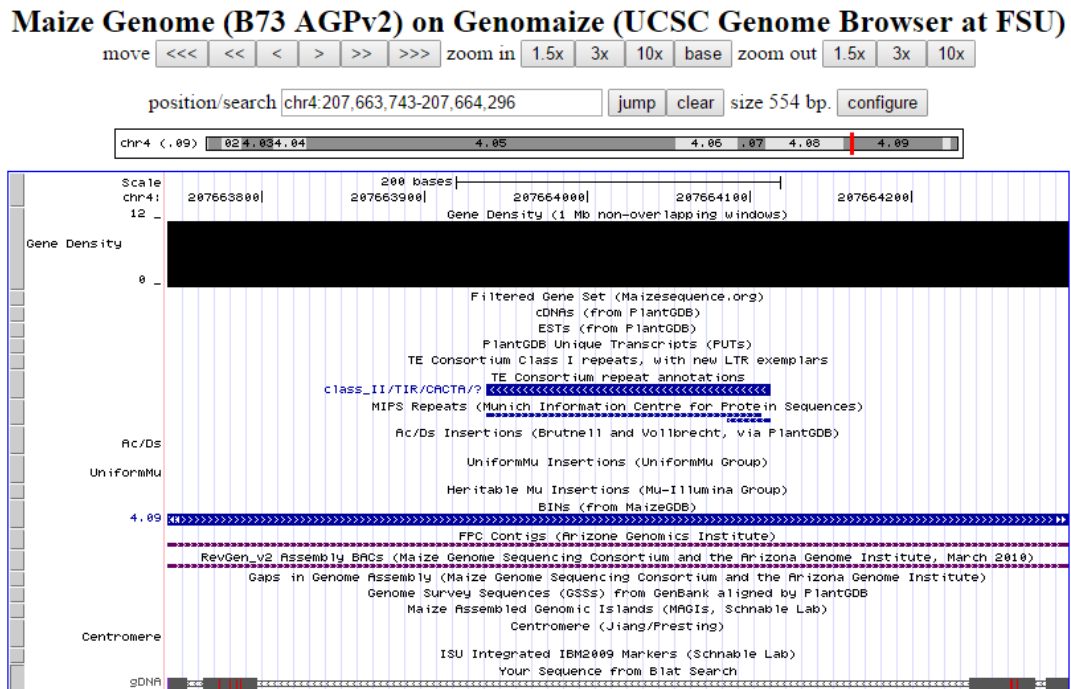 Maize Genome (B73 AGPv2) on Genomaize (UCSC Genome Browser at FSU)
move <<< << < > >> >>> zoom in 1.5x 3x 10x base zoom out 1.5x 3x 10x
position/search chr4:207,663,743-207,664,296 jump clear size 554 bp. configure
chr4 (.09) 02 4.03 4.04 4.05 4.06 .07 4.08 4.09
Scale 200 bases
chr4: 207663800| 207663900| 207664000| 207664100| 207664200|
12 _ Gene Density (1 Mb non-overlapping windows)
Gene Density
0 _
Filtered Gene Set (Maizesequence.org)
cDNAs (from PlantGDB)
ESTs (from PlantGDB)
PlantGDB Unique Transcripts (PUTs)
TE Consortium Class I repeats, with new LTR exemplars
TE Consortium repeat annotations
class_II/TIR/CACTA/?
MIPS Repeats (Munich Information Centre for Protein Sequences)
Ac/Ds Insertions (Brutnell and Vollbrecht, via PlantGDB)
Ac/Ds
UniformMu Insertions (UniformMu Group)
UniformMu
Heritable Mu Insertions (Mu-Illumina Group)
BINs (from MaizeGDB)
4.09
FPC Contigs (Arizone Genomics Institute)
RevGen_v2 Assembly BACs (Maize Genome Sequencing Consortium and the Arizona Genome Institute, March 2010)
Gaps in Genome Assembly (Maize Genome Sequencing Consortium and the Arizona Genome Institute)
Genome Survey Sequences (GSSs) from GenBank aligned by PlantGDB
Maize Assembled Genomic Islands (MAGIs, Schnable Lab)
Centromere (Jiang/Presting)
Centromere
ISU Integrated IBM2009 Markers (Schnable Lab)
Your Sequence from Blat Search
gDNA